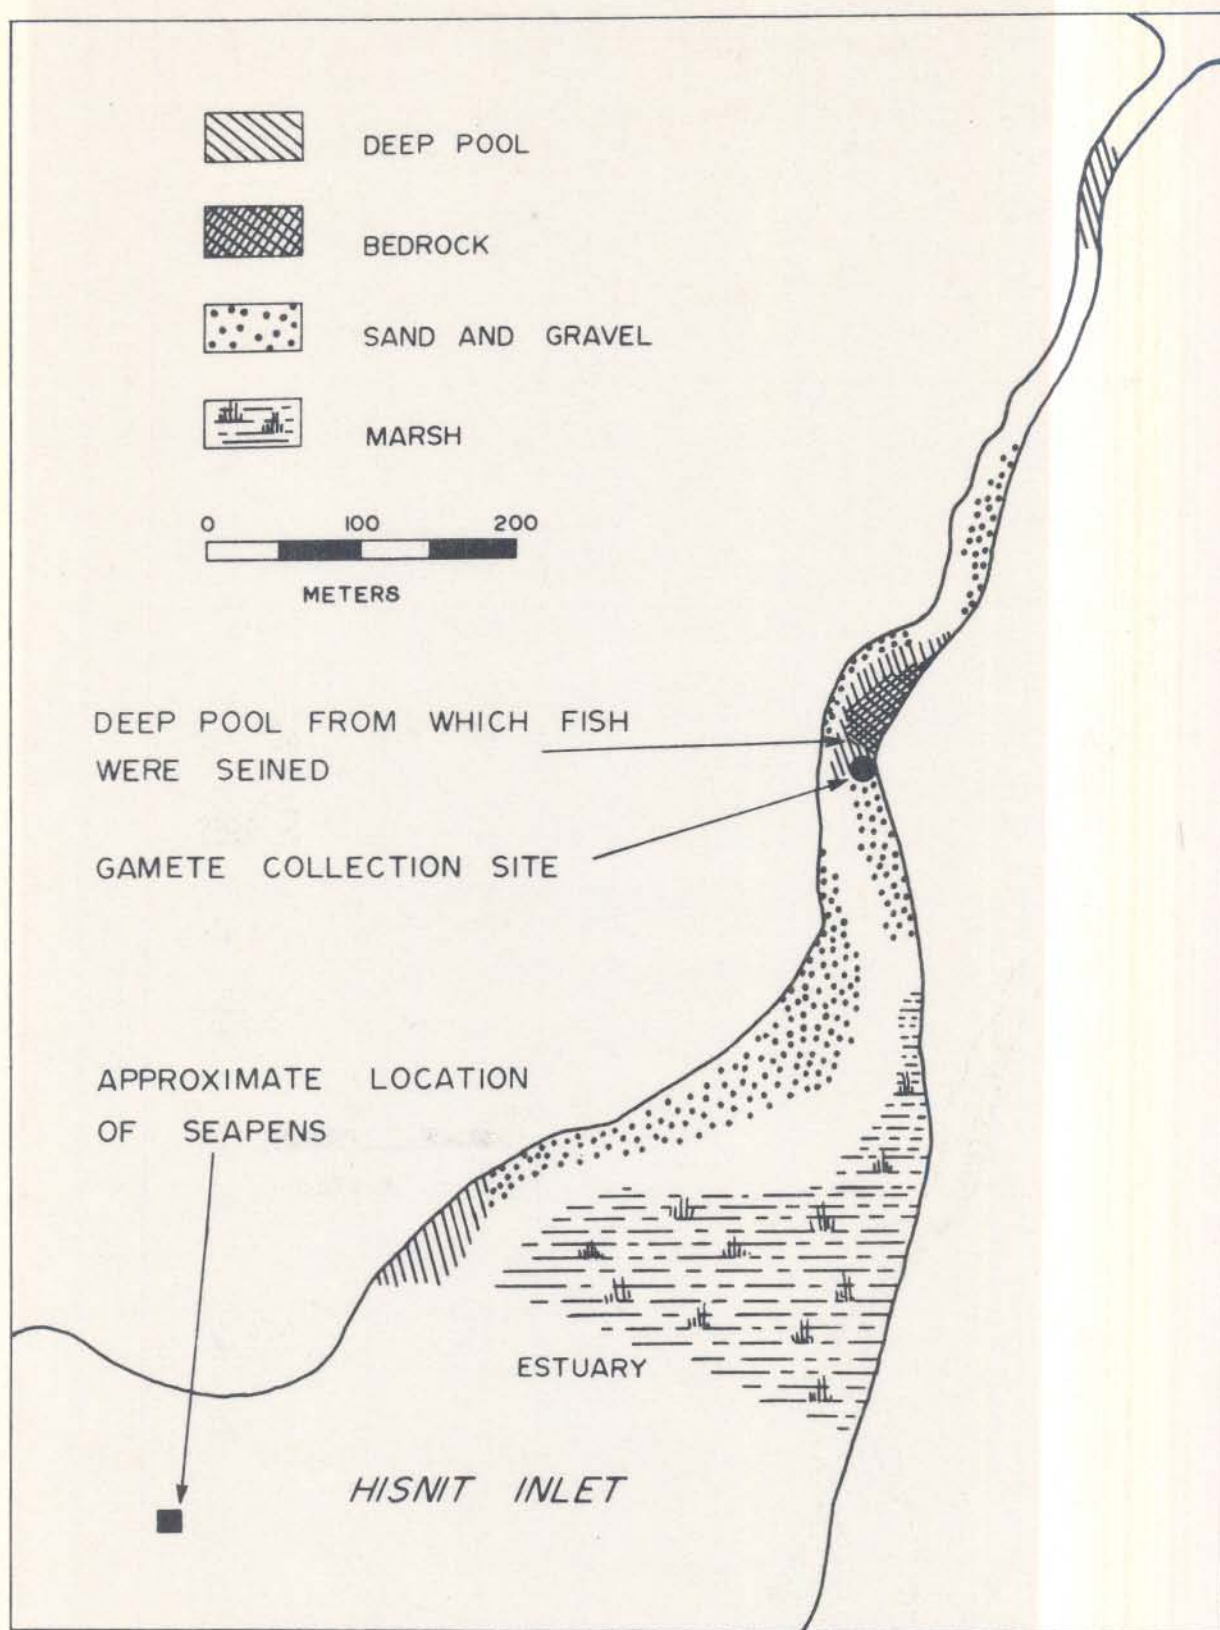 DEEP POOL
BEDROCK
SAND AND GRAVEL
MARSH
0 100 200
METERS
DEEP POOL FROM WHICH FISH
WERE SEINED
GAMETE COLLECTION SITE
APPROXIMATE LOCATION
OF SEAPENS
ESTUARY
HISNIT INLET